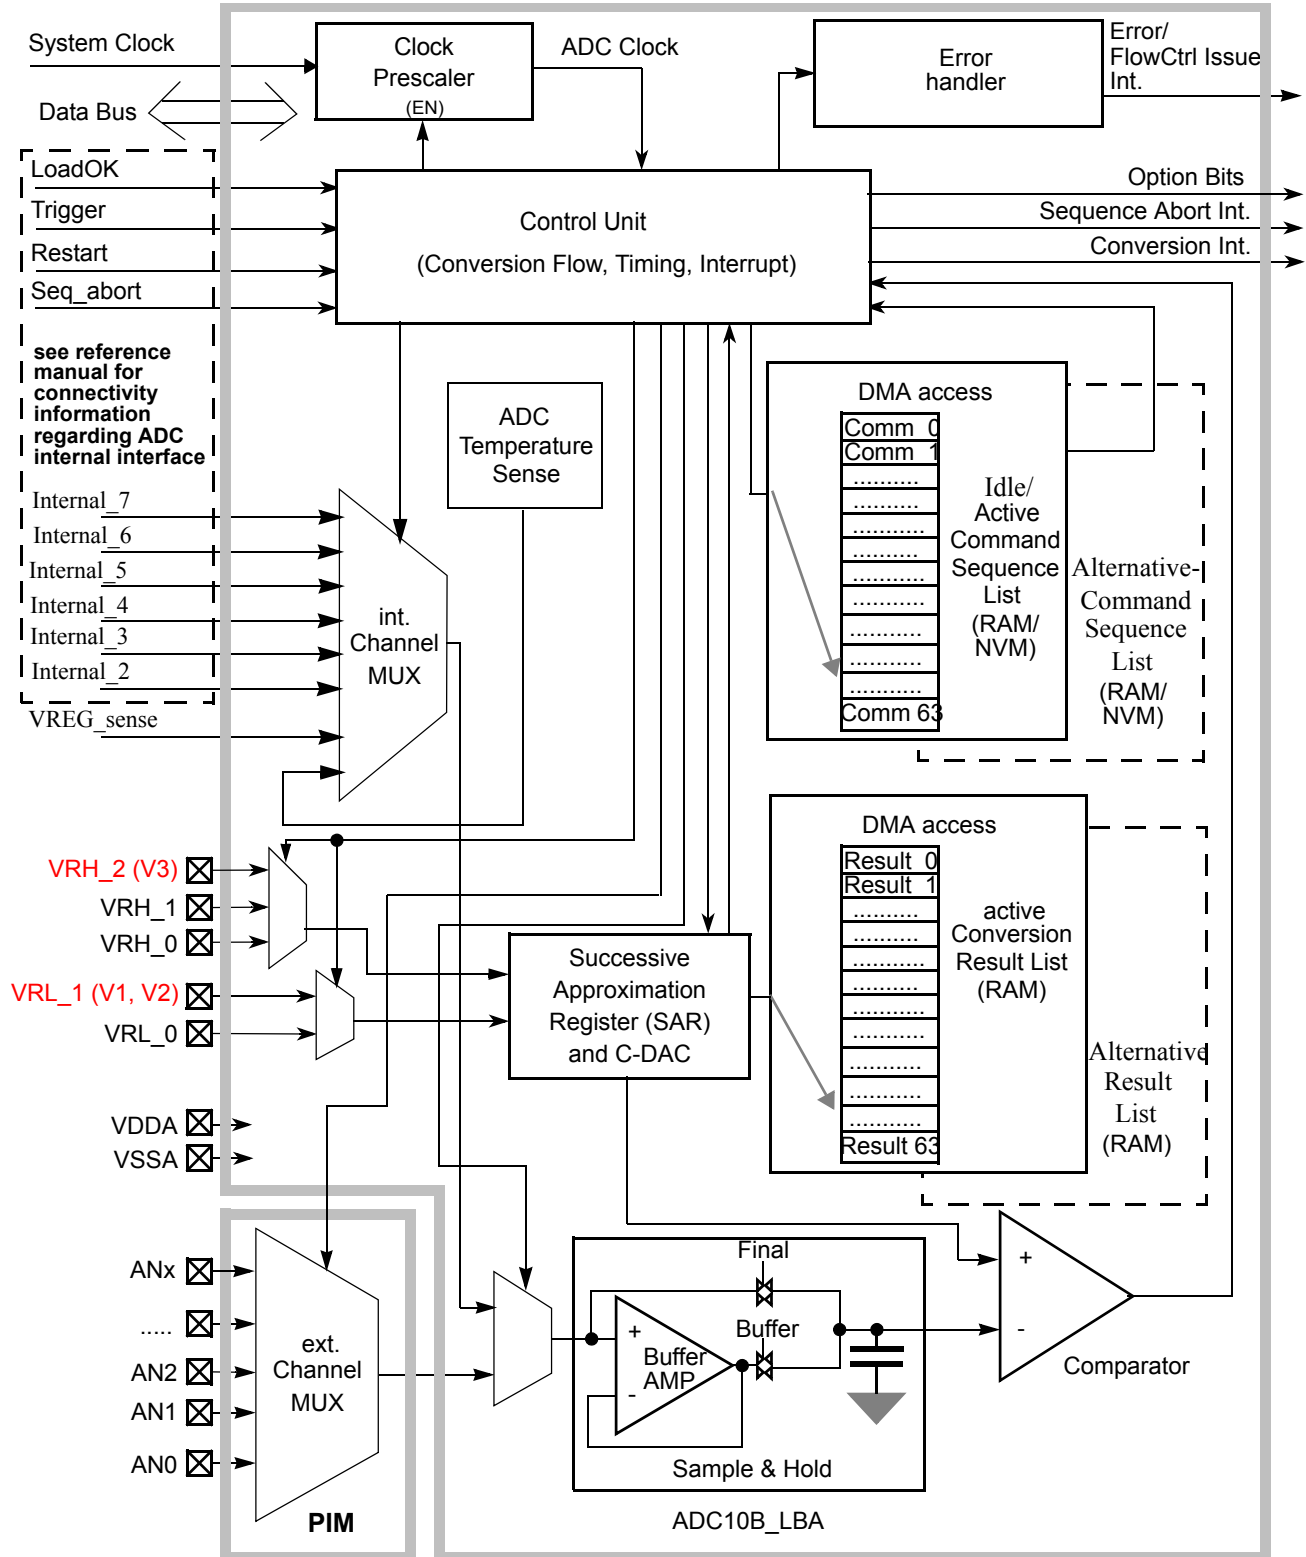 System Clock
Data Bus
Clock
Prescaler
(EN)
ADC Clock
Error
handler
Error/
FlowCtrl Issue
Int.
LoadOK
Trigger
Restart
Seq_abort
Control Unit
(Conversion Flow, Timing, Interrupt)
Option Bits
Sequence Abort Int.
Conversion Int.
see reference
manual for
connectivity
information
regarding ADC
internal interface
Internal_7
Internal_6
Internal_5
Internal_4
Internal_3
Internal_2
VREG_sense
ADC
Temperature
Sense
int.
Channel
MUX
DMA access
Comm 0
Comm 1
..........
..........
...........
..........
...........
...........
...........
...........
...........
Comm 63
Idle/
Active
Command
Sequence
List
(RAM/
NVM)
Alternative-
Command
Sequence
List
(RAM/
NVM)
VRH_2 (V3)
VRH_1
VRH_0
VRL_1 (V1, V2)
VRL_0
VDDA
VSSA
Successive
Approximation
Register (SAR)
and C-DAC
DMA access
Result 0
Result 1
..........
..........
...........
..........
...........
...........
...........
...........
...........
Result 63
active
Conversion
Result List
(RAM)
Alternative
Result
List
(RAM)
ANx
.....
AN2
AN1
AN0
ext.
Channel
MUX
PIM
Final
Buffer
+
Buffer
AMP
-
Sample & Hold
+
-
Comparator
ADC10B_LBA